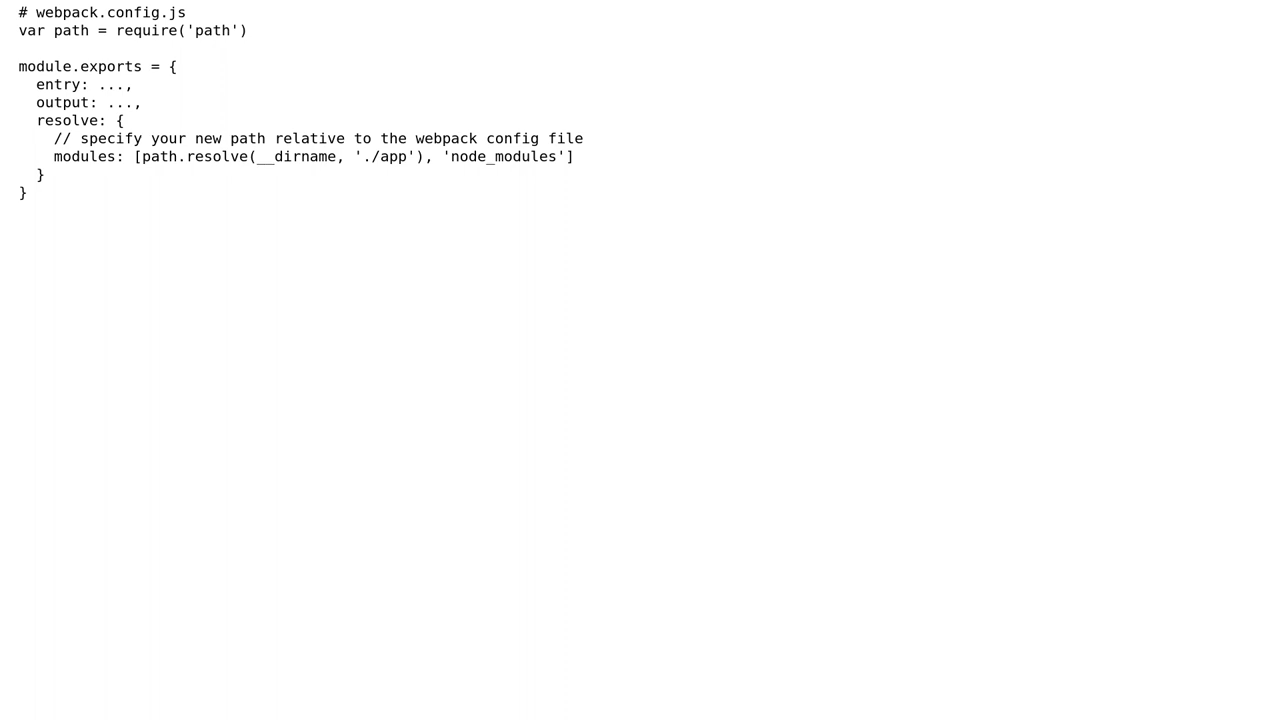 # webpack.config.js
var path = require('path')

module.exports = {
  entry: ...,
  output: ...,
  resolve: {
    // specify your new path relative to the webpack config file
    modules: [path.resolve(__dirname, './app'), 'node_modules']
  }
}